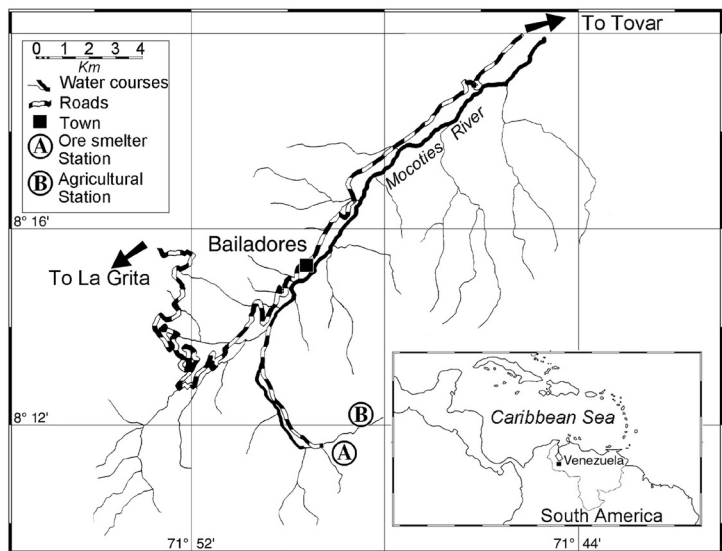 To Tovar
0 1 2 3 4
Km
Water courses
Roads
Town
A Ore smelter
Station
B Agricultural
Station
Mocoties River
8° 16'
Bailadores
To La Grita
8° 12'
B
A
Caribbean Sea
Venezuela
South America
71° 52'
71° 44'